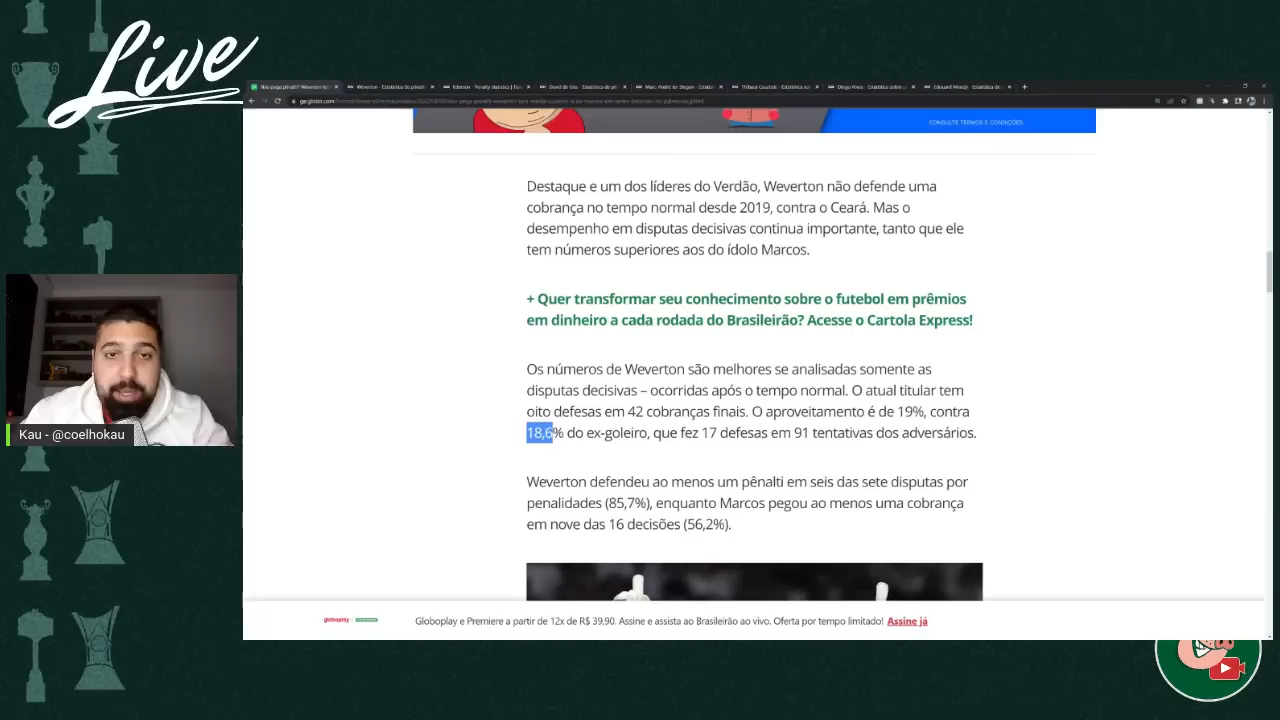 Live
CONSULTE TERMOS E CONDIÇÕES
Destaque e um dos líderes do Verdão, Weverton não defende uma
cobrança no tempo normal desde 2019, contra o Ceará. Mas o
desempenho em disputas decisivas continua importante, tanto que ele
tem números superiores aos do ídolo Marcos.
+ Quer transformar seu conhecimento sobre o futebol em prêmios
em dinheiro a cada rodada do Brasileirão? Acesse o Cartola Express!
Os números de Weverton são melhores se analisadas somente as
disputas decisivas – ocorridas após o tempo normal. O atual titular tem
oito defesas em 42 cobranças finais. O aproveitamento é de 19%, contra
18,6% do ex-goleiro, que fez 17 defesas em 91 tentativas dos adversários.
Weverton defendeu ao menos um pênalti em seis das sete disputas por
penalidades (85,7%), enquanto Marcos pegou ao menos uma cobrança
em nove das 16 decisões (56,2%).
Kau - @coelhokau
globoplay
Globoplay e Premiere a partir de 12x de R$ 39,90. Assine e assista ao Brasileirão ao vivo. Oferta por tempo limitado! Assine já